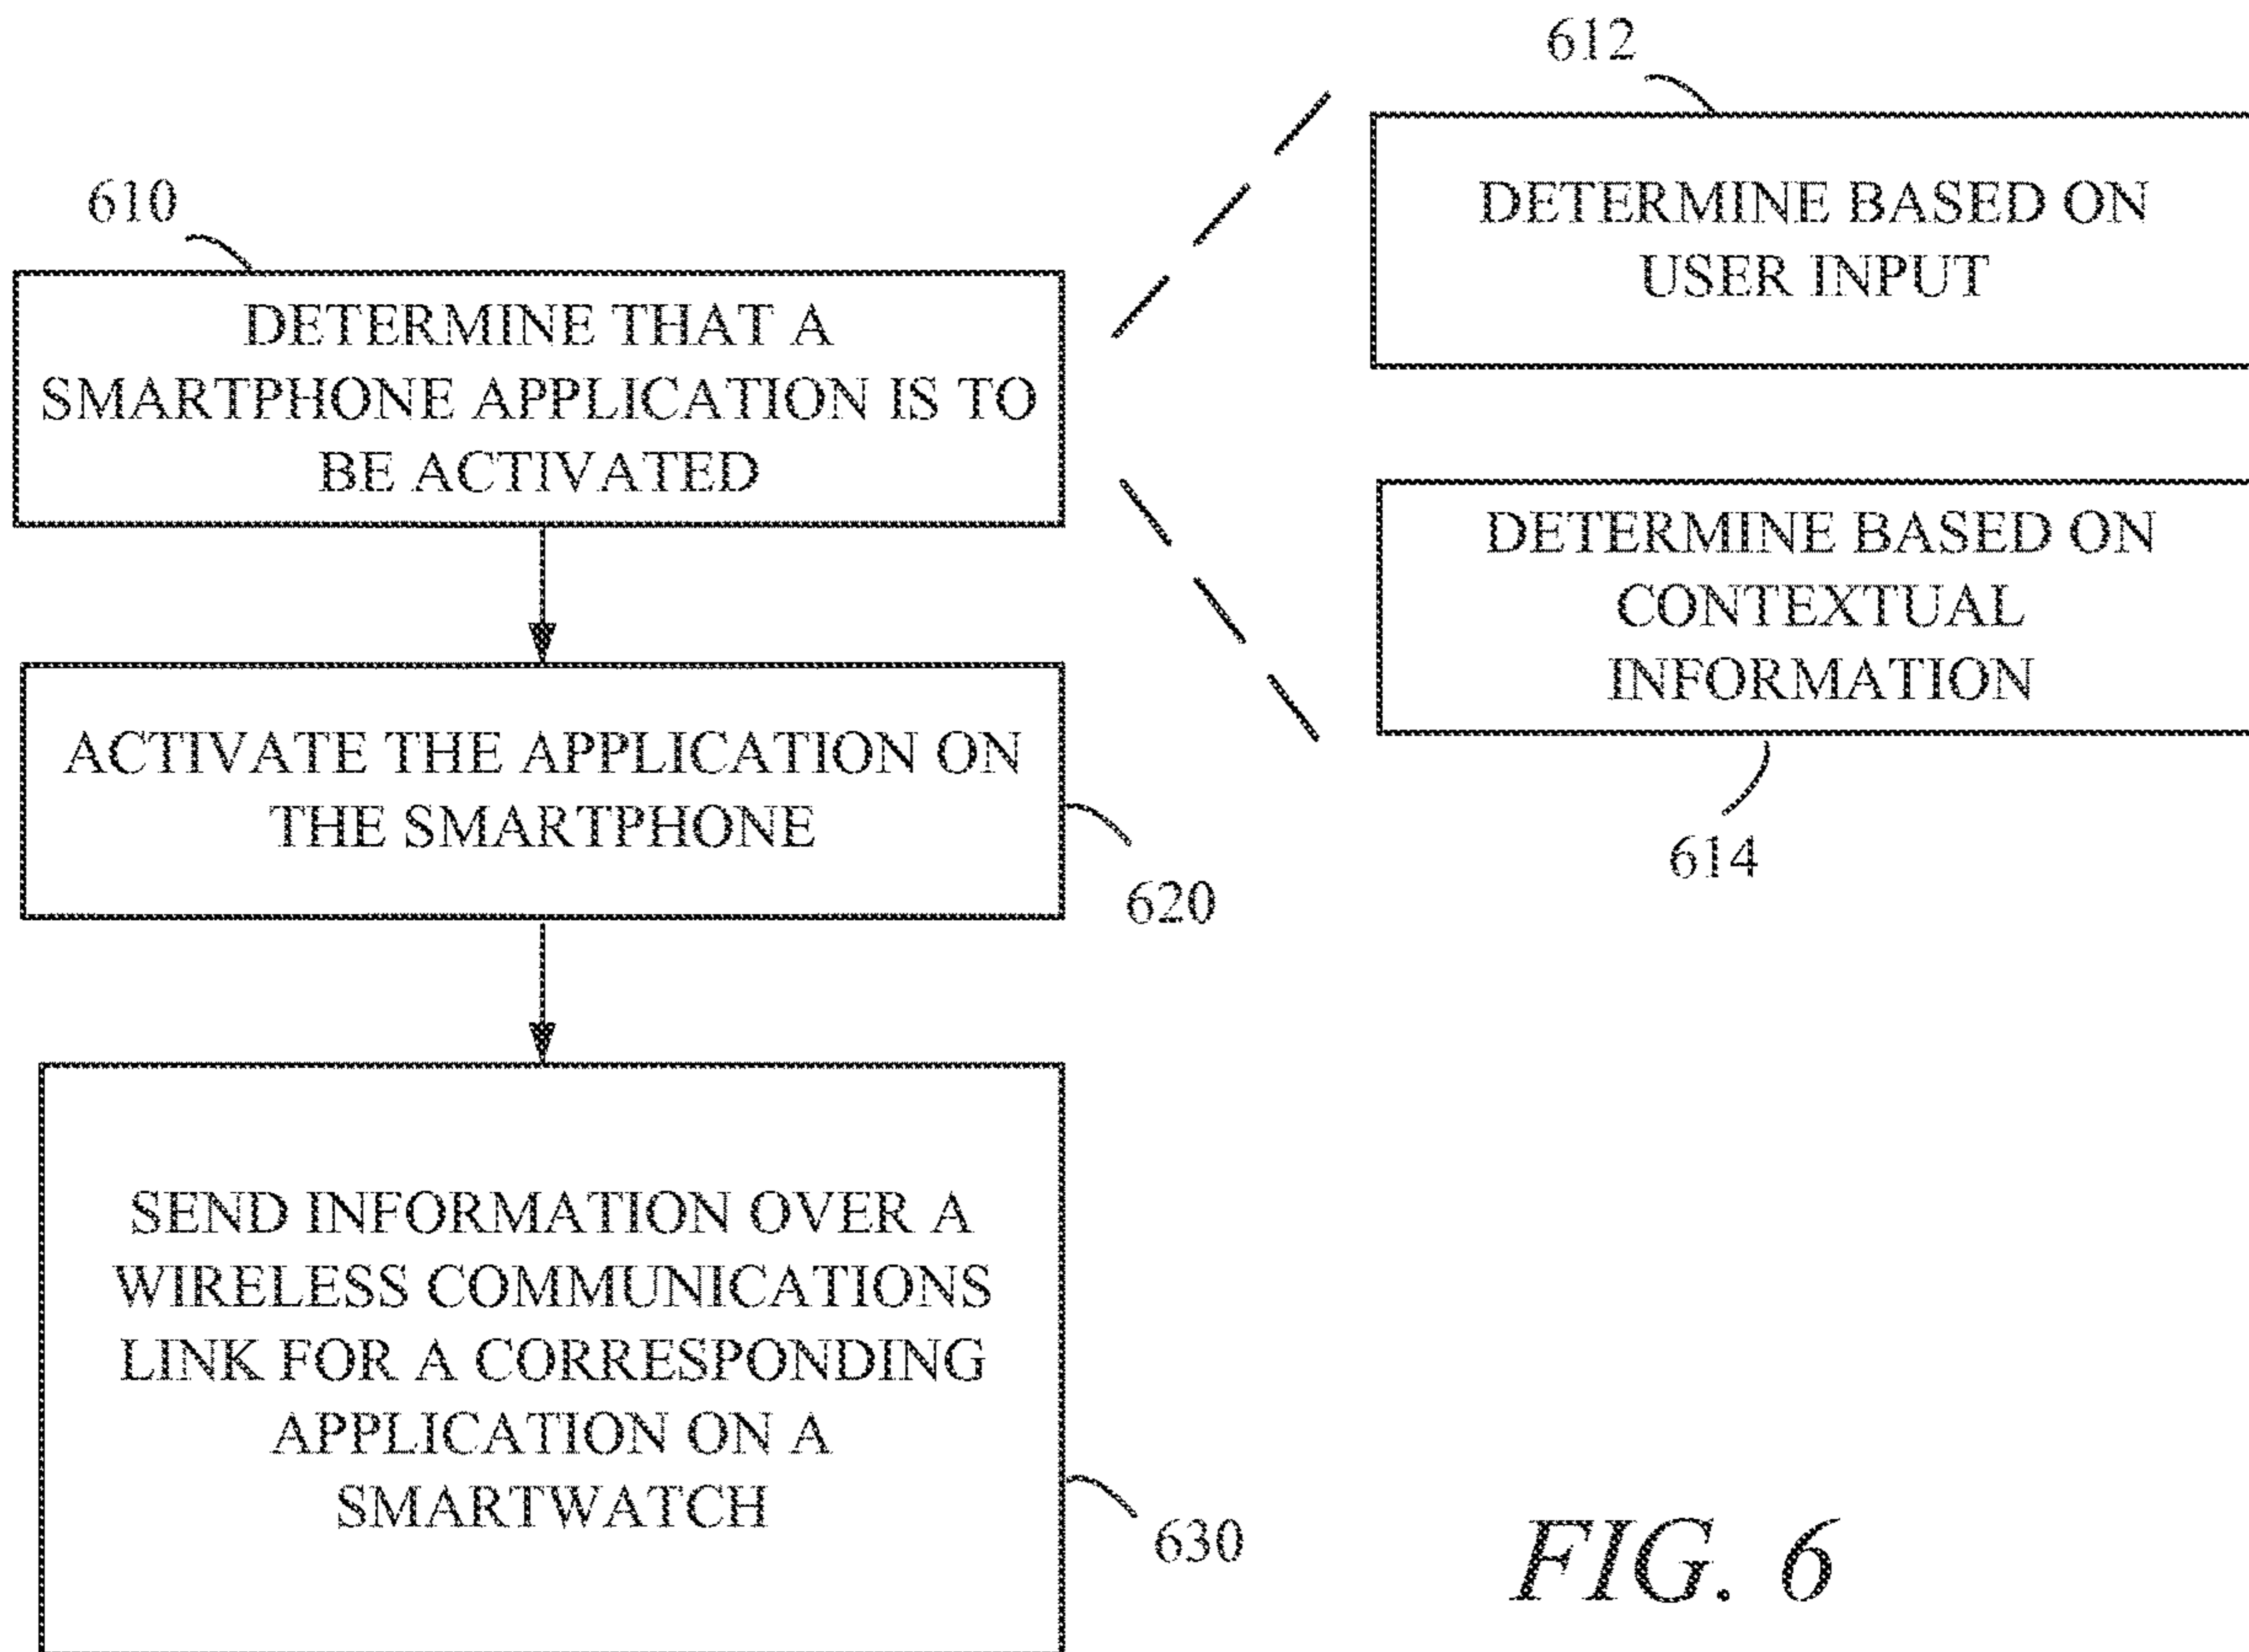 610
DETERMINE THAT A
SMARTPHONE APPLICATION IS TO
BE ACTIVATED
612
DETERMINE BASED ON
USER INPUT
DETERMINE BASED ON
CONTEXTUAL
INFORMATION
614
ACTIVATE THE APPLICATION ON
THE SMARTPHONE
620
SEND INFORMATION OVER A
WIRELESS COMMUNICATIONS
LINK FOR A CORRESPONDING
APPLICATION ON A
SMARTWATCH
630
FIG. 6